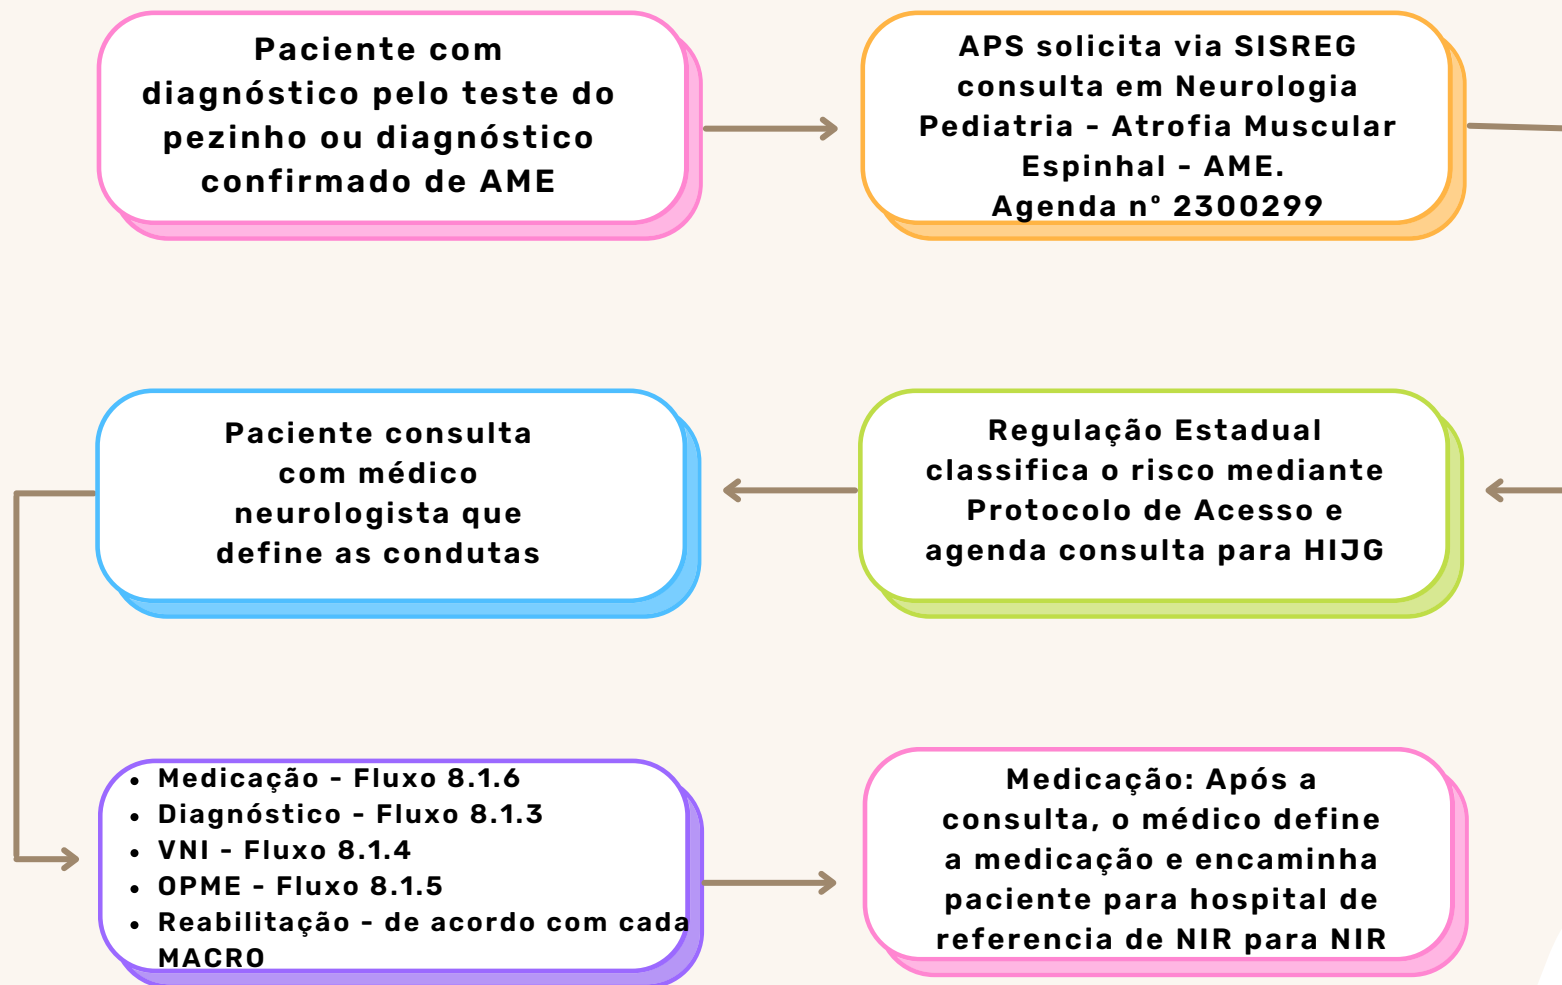 Paciente com
diagnóstico pelo teste do
pezinho ou diagnóstico
confirmado de AME
APS solicita via SISREG
consulta em Neurologia
Pediatria - Atrofia Muscular
Espinhal - AME.
Agenda nº 2300299
Paciente consulta
com médico
neurologista que
define as condutas
Regulação Estadual
classifica o risco mediante
Protocolo de Acesso e
agenda consulta para HIJG
• Medicação - Fluxo 8.1.6
• Diagnóstico - Fluxo 8.1.3
• VNI - Fluxo 8.1.4
• OPME - Fluxo 8.1.5
• Reabilitação - de acordo com cada
MACRO
Medicação: Após a
consulta, o médico define
a medicação e encaminha
paciente para hospital de
referencia de NIR para NIR